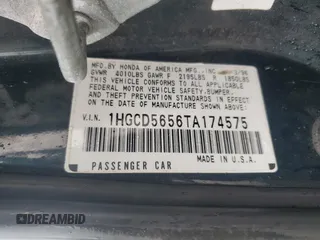 MFD. BY HONDA OF AMERICA MFG., INC.
GVWR 4010LBS GAWR F 2195LBS R 1850LBS
THIS VEHICLE CONFORMS TO ALL APPLICABLE
FEDERAL MOTOR VEHICLE SAFETY, BUMPER,
AND THEFT PREVENTION STANDARDS IN EFFECT ON
THE DATE OF MANUFACTURE SHOWN ABOVE.
V.I.N. 1HGCD5656TA174575
PASSENGER CAR MADE IN U.S.A.
DREAMBID